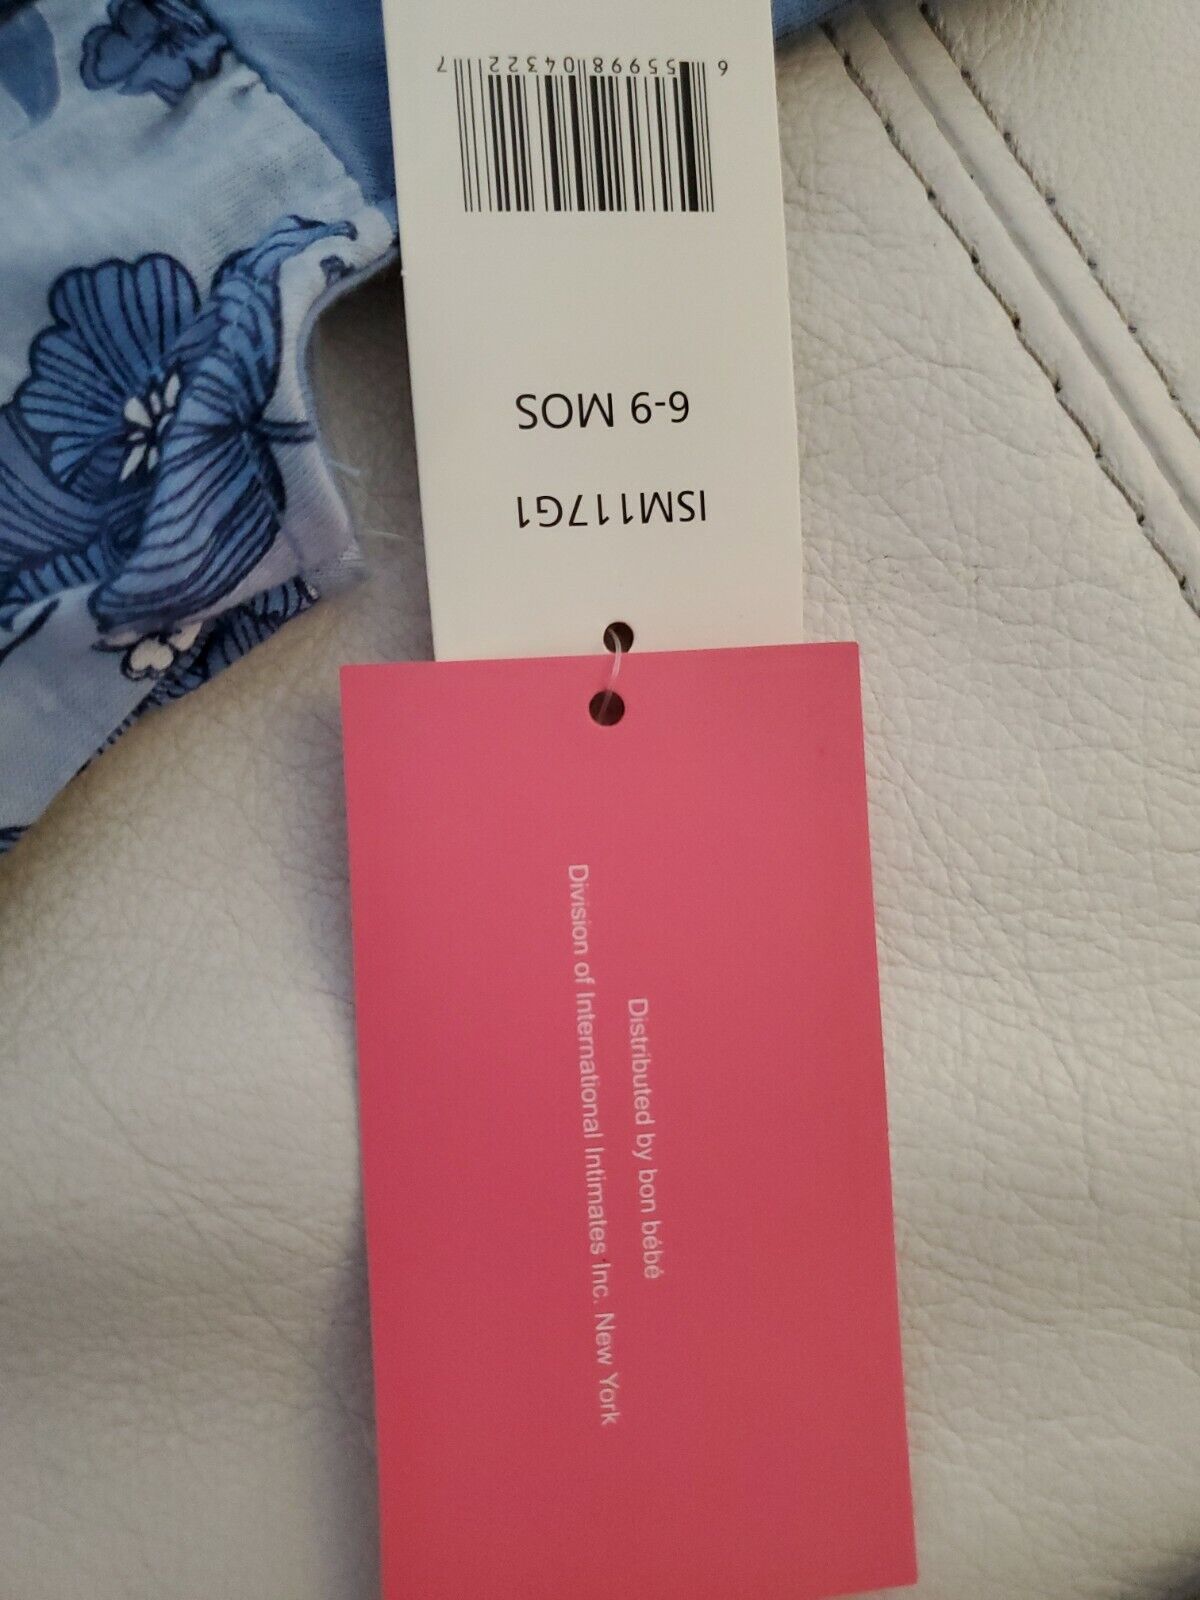 ISM117G1
6-9 MOS
6 55998 04322 7
Distributed by bon bébé
Division of International Intimates Inc. New York